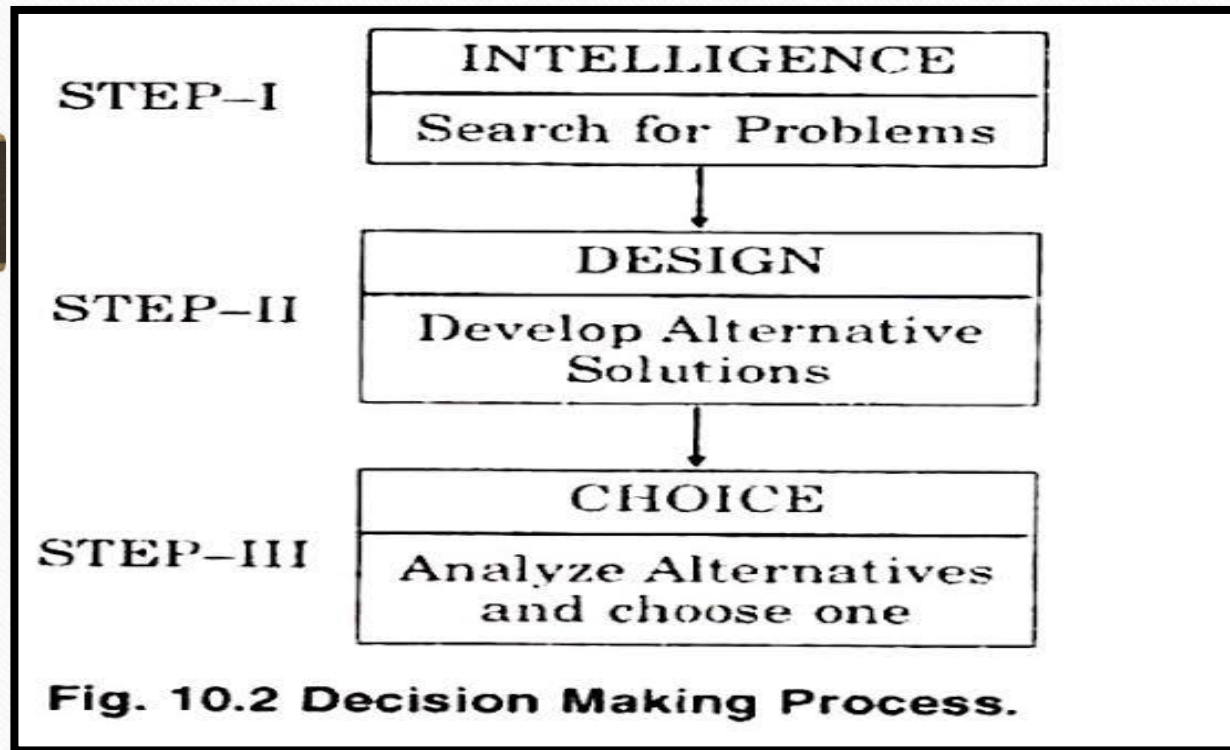 STEP–I
INTELLIGENCE
Search for Problems
STEP–II
DESIGN
Develop Alternative
Solutions
STEP–III
CHOICE
Analyze Alternatives
and choose one
Fig. 10.2 Decision Making Process.